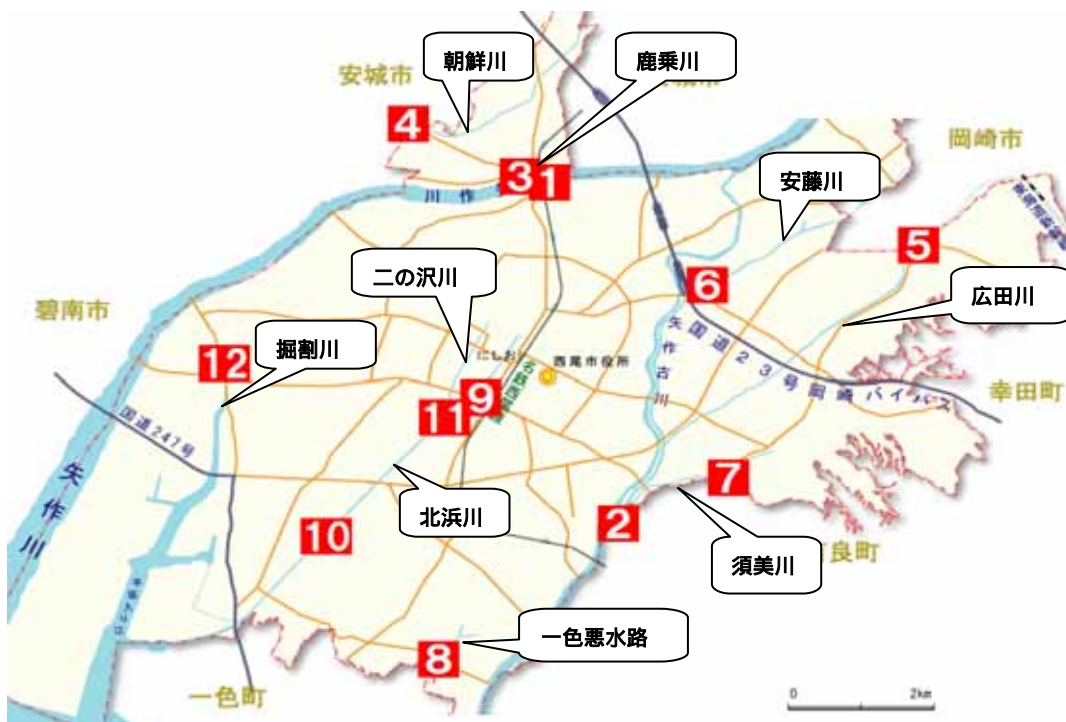 朝鮮川
鹿乗川
安城市
4
岡崎市
3
1
安藤川
5
二の沢川
6
広田川
碧南市
掘割川
にしお
西尾市役所
矢作古川
国道23号岡崎バイパス
12
幸田町
9
11
国道247号
矢作川
7
北浜川
10
2
須美川
良町
一色悪水路
8
一色町
0
2km